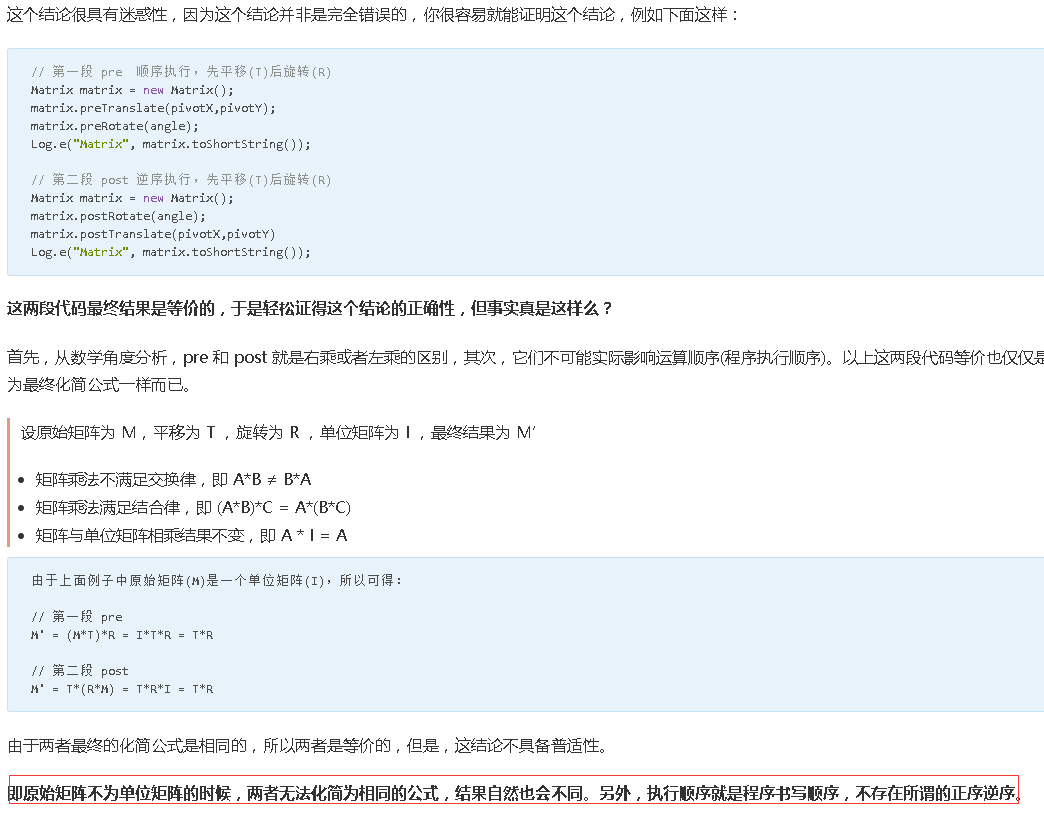 这个结论很具有迷惑性，因为这个结论并非是完全错误的，你很容易就能证明这个结论，例如下面这样：
// 第一段 pre  顺序执行，先平移(T)后旋转(R)
Matrix matrix = new Matrix();
matrix.preTranslate(pivotX,pivotY);
matrix.preRotate(angle);
Log.e("Matrix", matrix.toShortString());
// 第二段 post 逆序执行，先平移(T)后旋转(R)
Matrix matrix = new Matrix();
matrix.postRotate(angle);
matrix.postTranslate(pivotX,pivotY)
Log.e("Matrix", matrix.toShortString());
这两段代码最终结果是等价的，于是轻松证得这个结论的正确性，但事实真是这样么？
首先，从数学角度分析，pre 和 post 就是右乘或者左乘的区别，其次，它们不可能实际影响运算顺序(程序执行顺序)。以上这两段代码等价也仅仅是
为最终化简公式一样而已。
设原始矩阵为 M，平移为 T ，旋转为 R ，单位矩阵为 I ，最终结果为 M’
• 矩阵乘法不满足交换律，即 A*B ≠ B*A
• 矩阵乘法满足结合律，即 (A*B)*C = A*(B*C)
• 矩阵与单位矩阵相乘结果不变，即 A * I = A
由于上面例子中原始矩阵(M)是一个单位矩阵(I)，所以可得：
// 第一段 pre
M' = (M*T)*R = I*T*R = T*R
// 第二段 post
M' = T*(R*M) = T*R*I = T*R
由于两者最终的化简公式是相同的，所以两者是等价的，但是，这结论不具备普适性。
即原始矩阵不为单位矩阵的时候，两者无法化简为相同的公式，结果自然也会不同。另外，执行顺序就是程序书写顺序，不存在所谓的正序逆序。